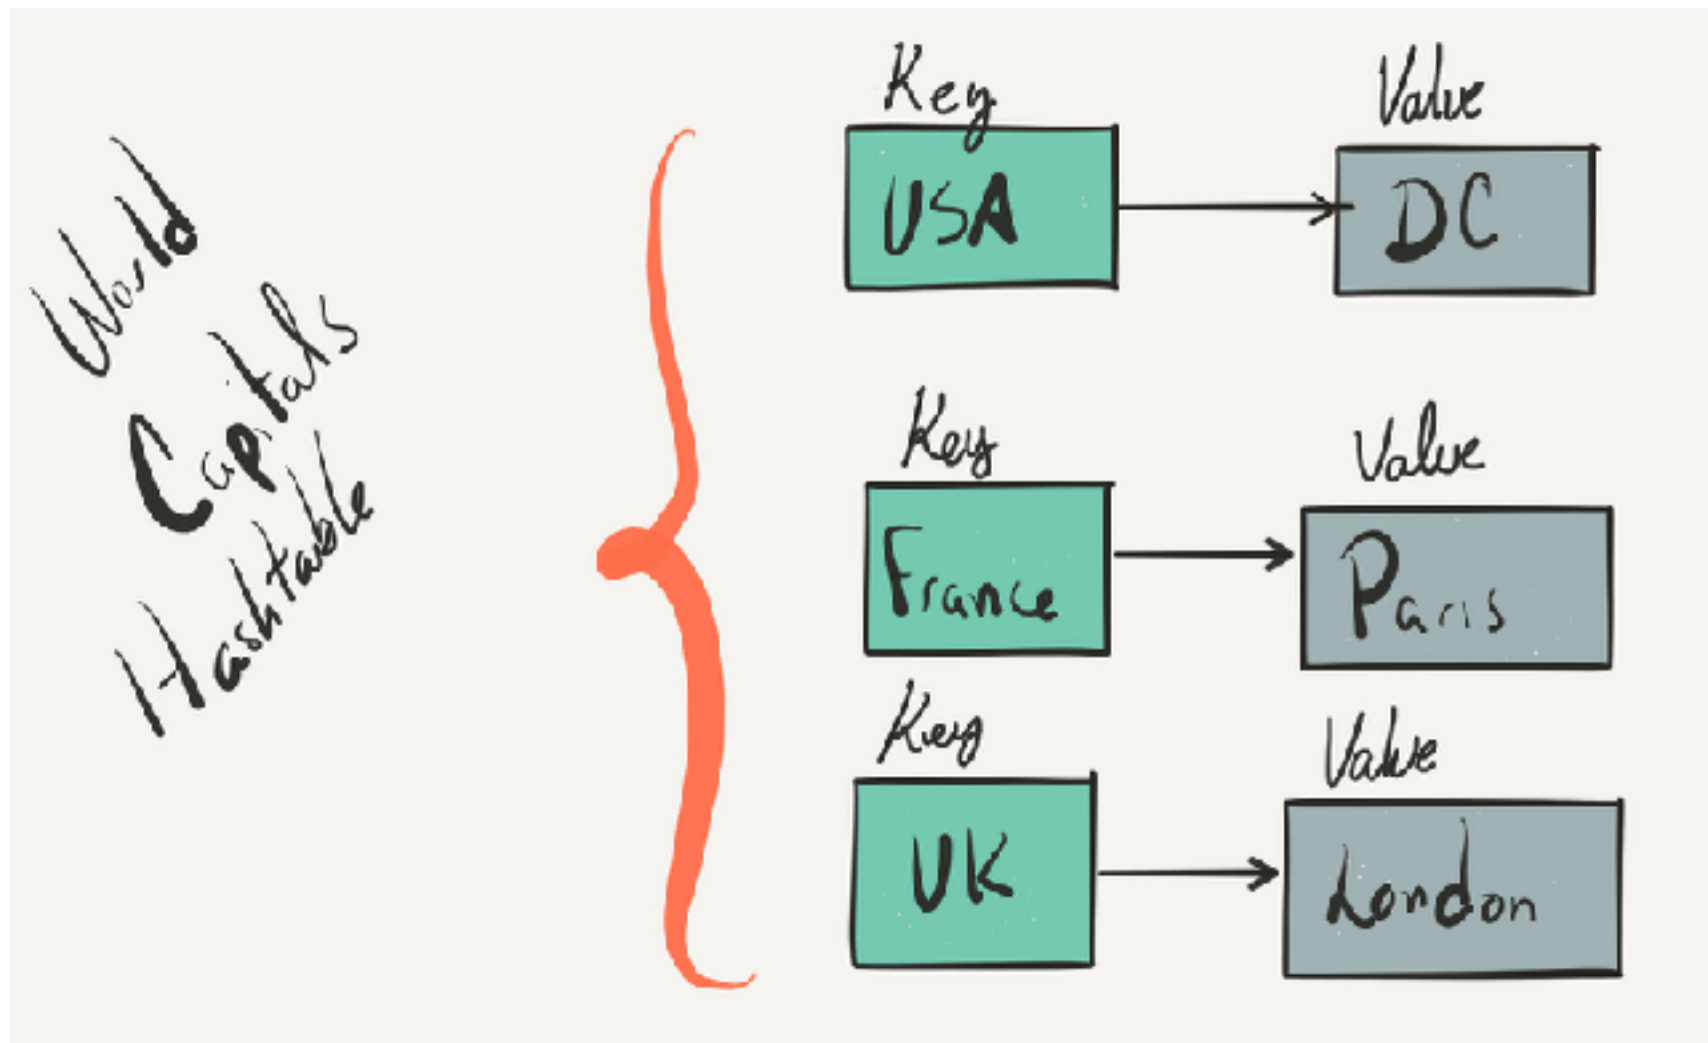 World
Capitals
Hashtable
Key
Value
USA
DC
Key
Value
France
Paris
Key
Value
UK
London